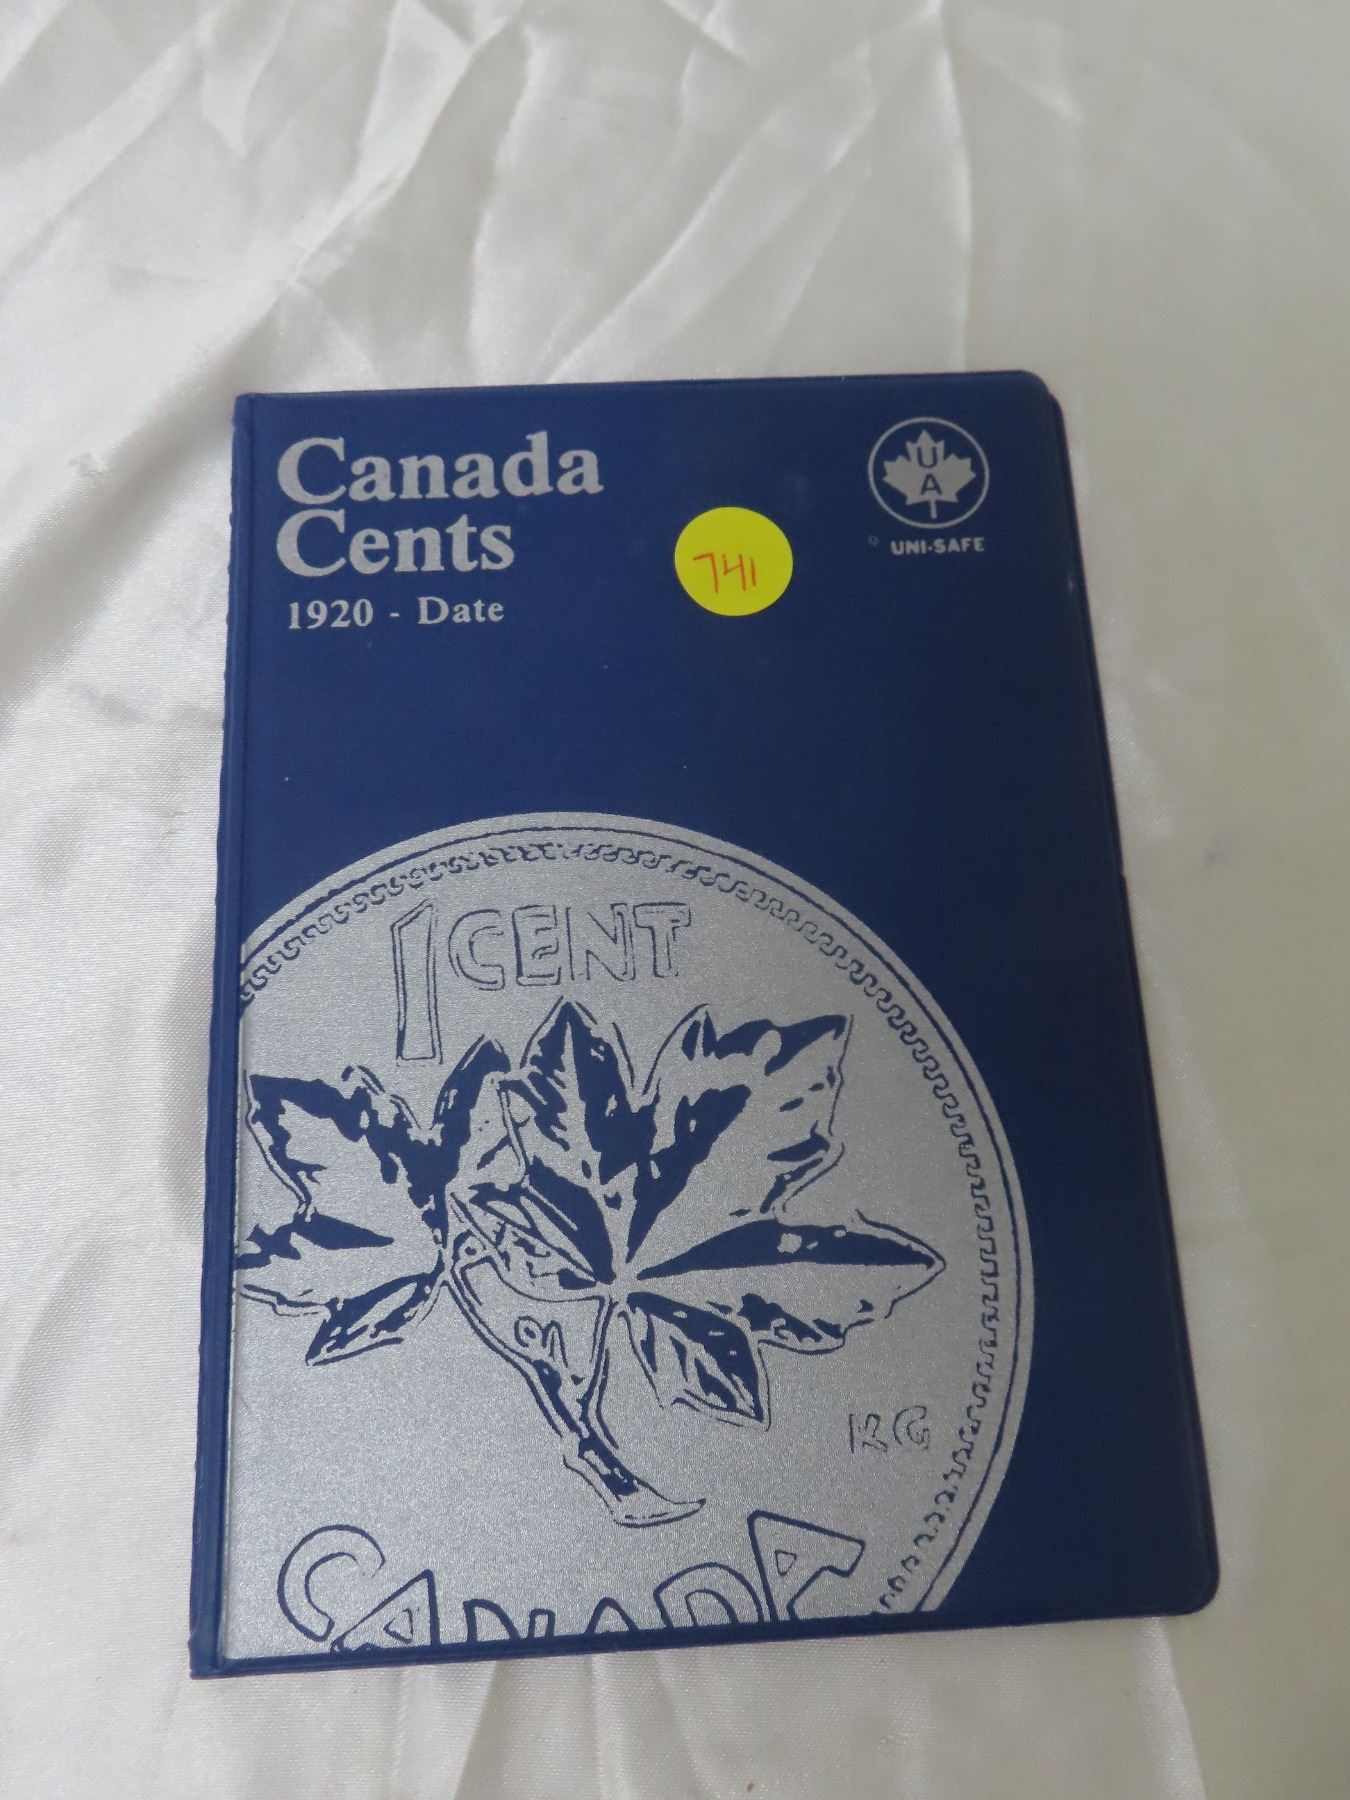 Canada
Cents
1920 - Date
741
U
A
UNI-SAFE
1 CENT
KG
CANADA